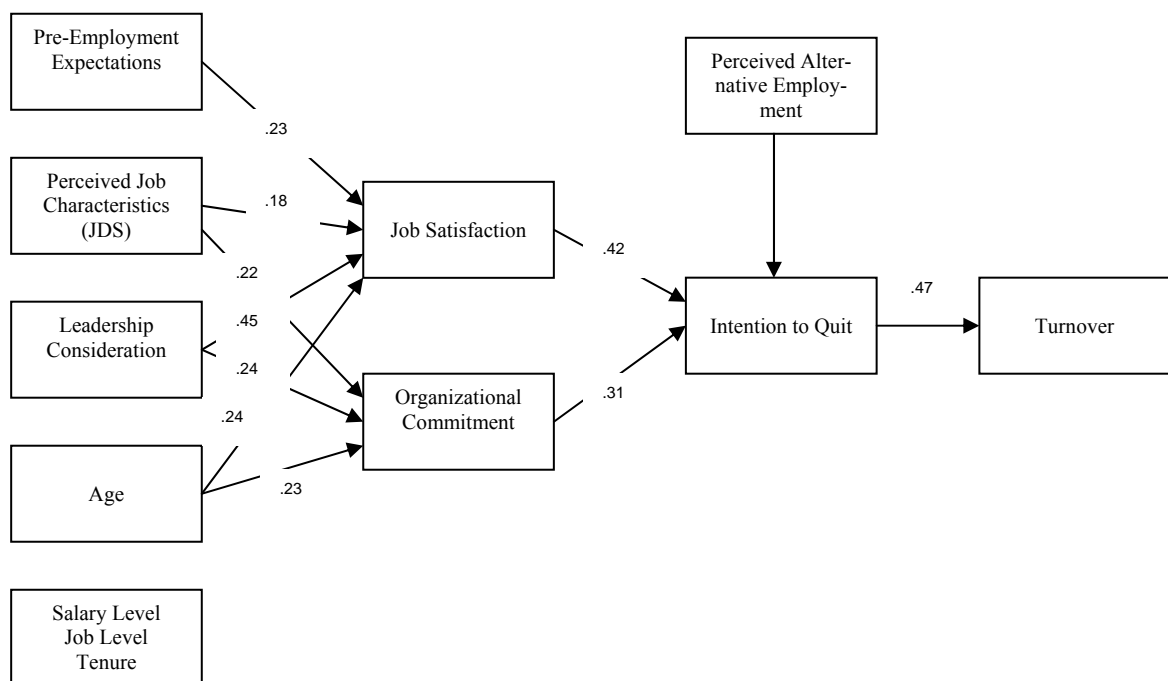 Pre-Employment
Expectations
Perceived Alter-
native Employ-
ment
.23
Perceived Job
Characteristics
(JDS)
.18
Job Satisfaction
.42
.22
Leadership
Consideration
.45
.24
Intention to Quit
.47
Turnover
Organizational
Commitment
.31
.24
Age
.23
Salary Level
Job Level
Tenure